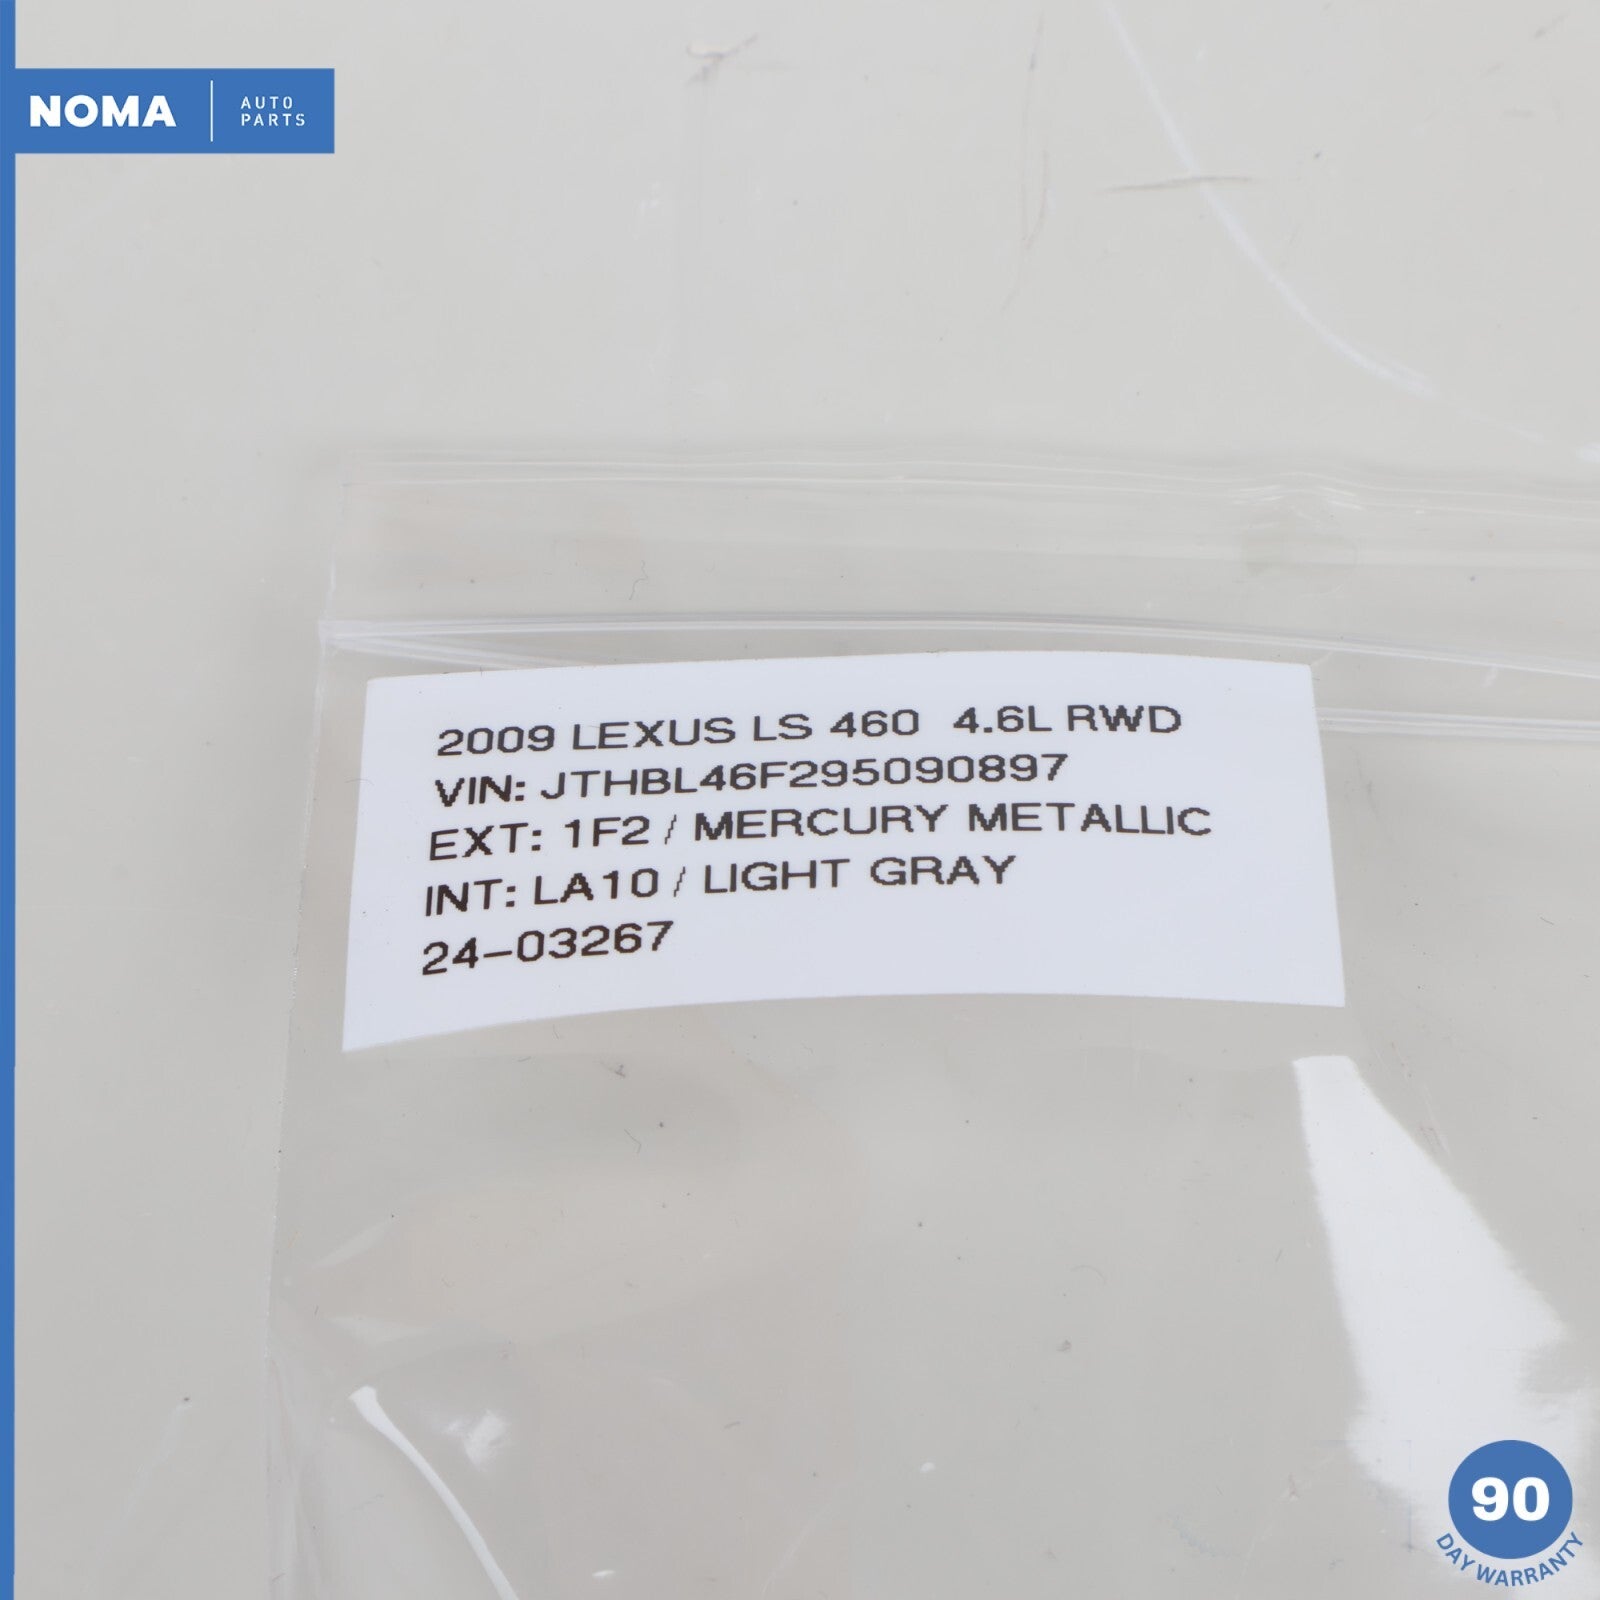 NOMA
AUTO
PARTS
2009 LEXUS LS 460 4.6L RWD
VIN: JTHBL46F295090897
EXT: 1F2 / MERCURY METALLIC
INT: LA10 / LIGHT GRAY
24-03267
90
DAY WARRANTY